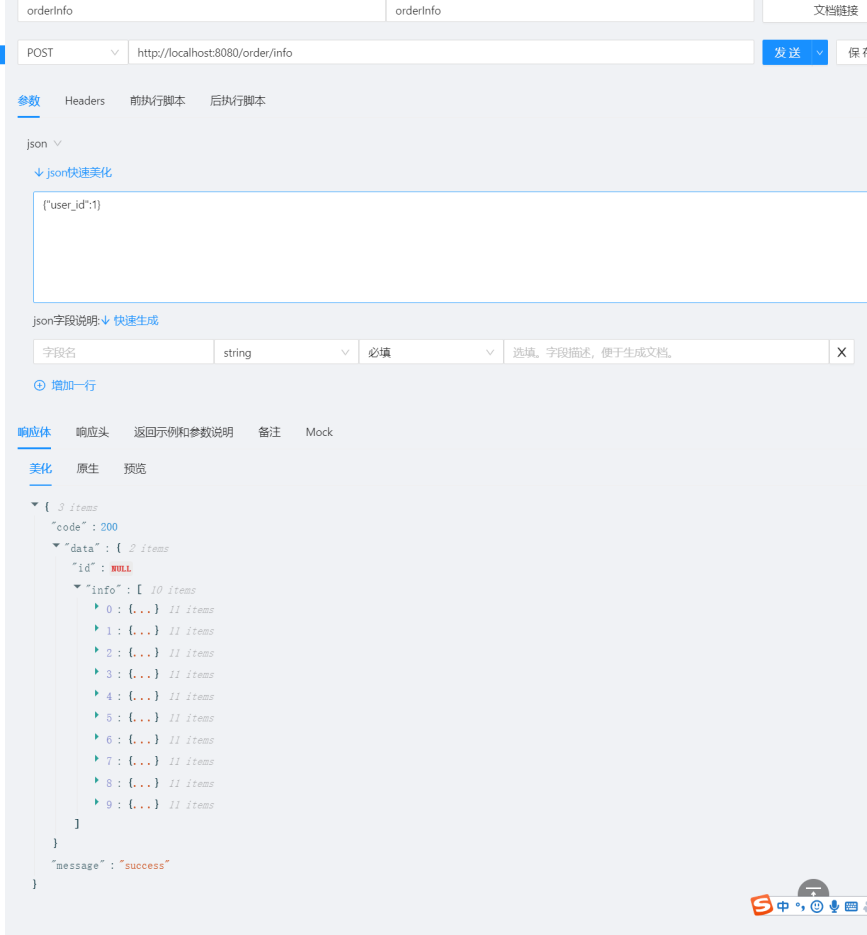 orderInfo orderInfo 文档链接
POST http://localhost:8080/order/info 发送
参数 Headers 前执行脚本 后执行脚本
json
json快速美化
{"user_id":1}
json字段说明: 快速生成
字段名 string 必填 选填。字段描述，便于生成文档。 X
增加一行
响应体 响应头 返回示例和参数说明 备注 Mock
美化 原生 预览
{ 3 items
"code" : 200
"data" : { 2 items
"id" : NULL
"info" : [ 10 items
0 : {...} 11 items
1 : {...} 11 items
2 : {...} 11 items
3 : {...} 11 items
4 : {...} 11 items
5 : {...} 11 items
6 : {...} 11 items
7 : {...} 11 items
8 : {...} 11 items
9 : {...} 11 items
]
}
"message" : "success"
}
中